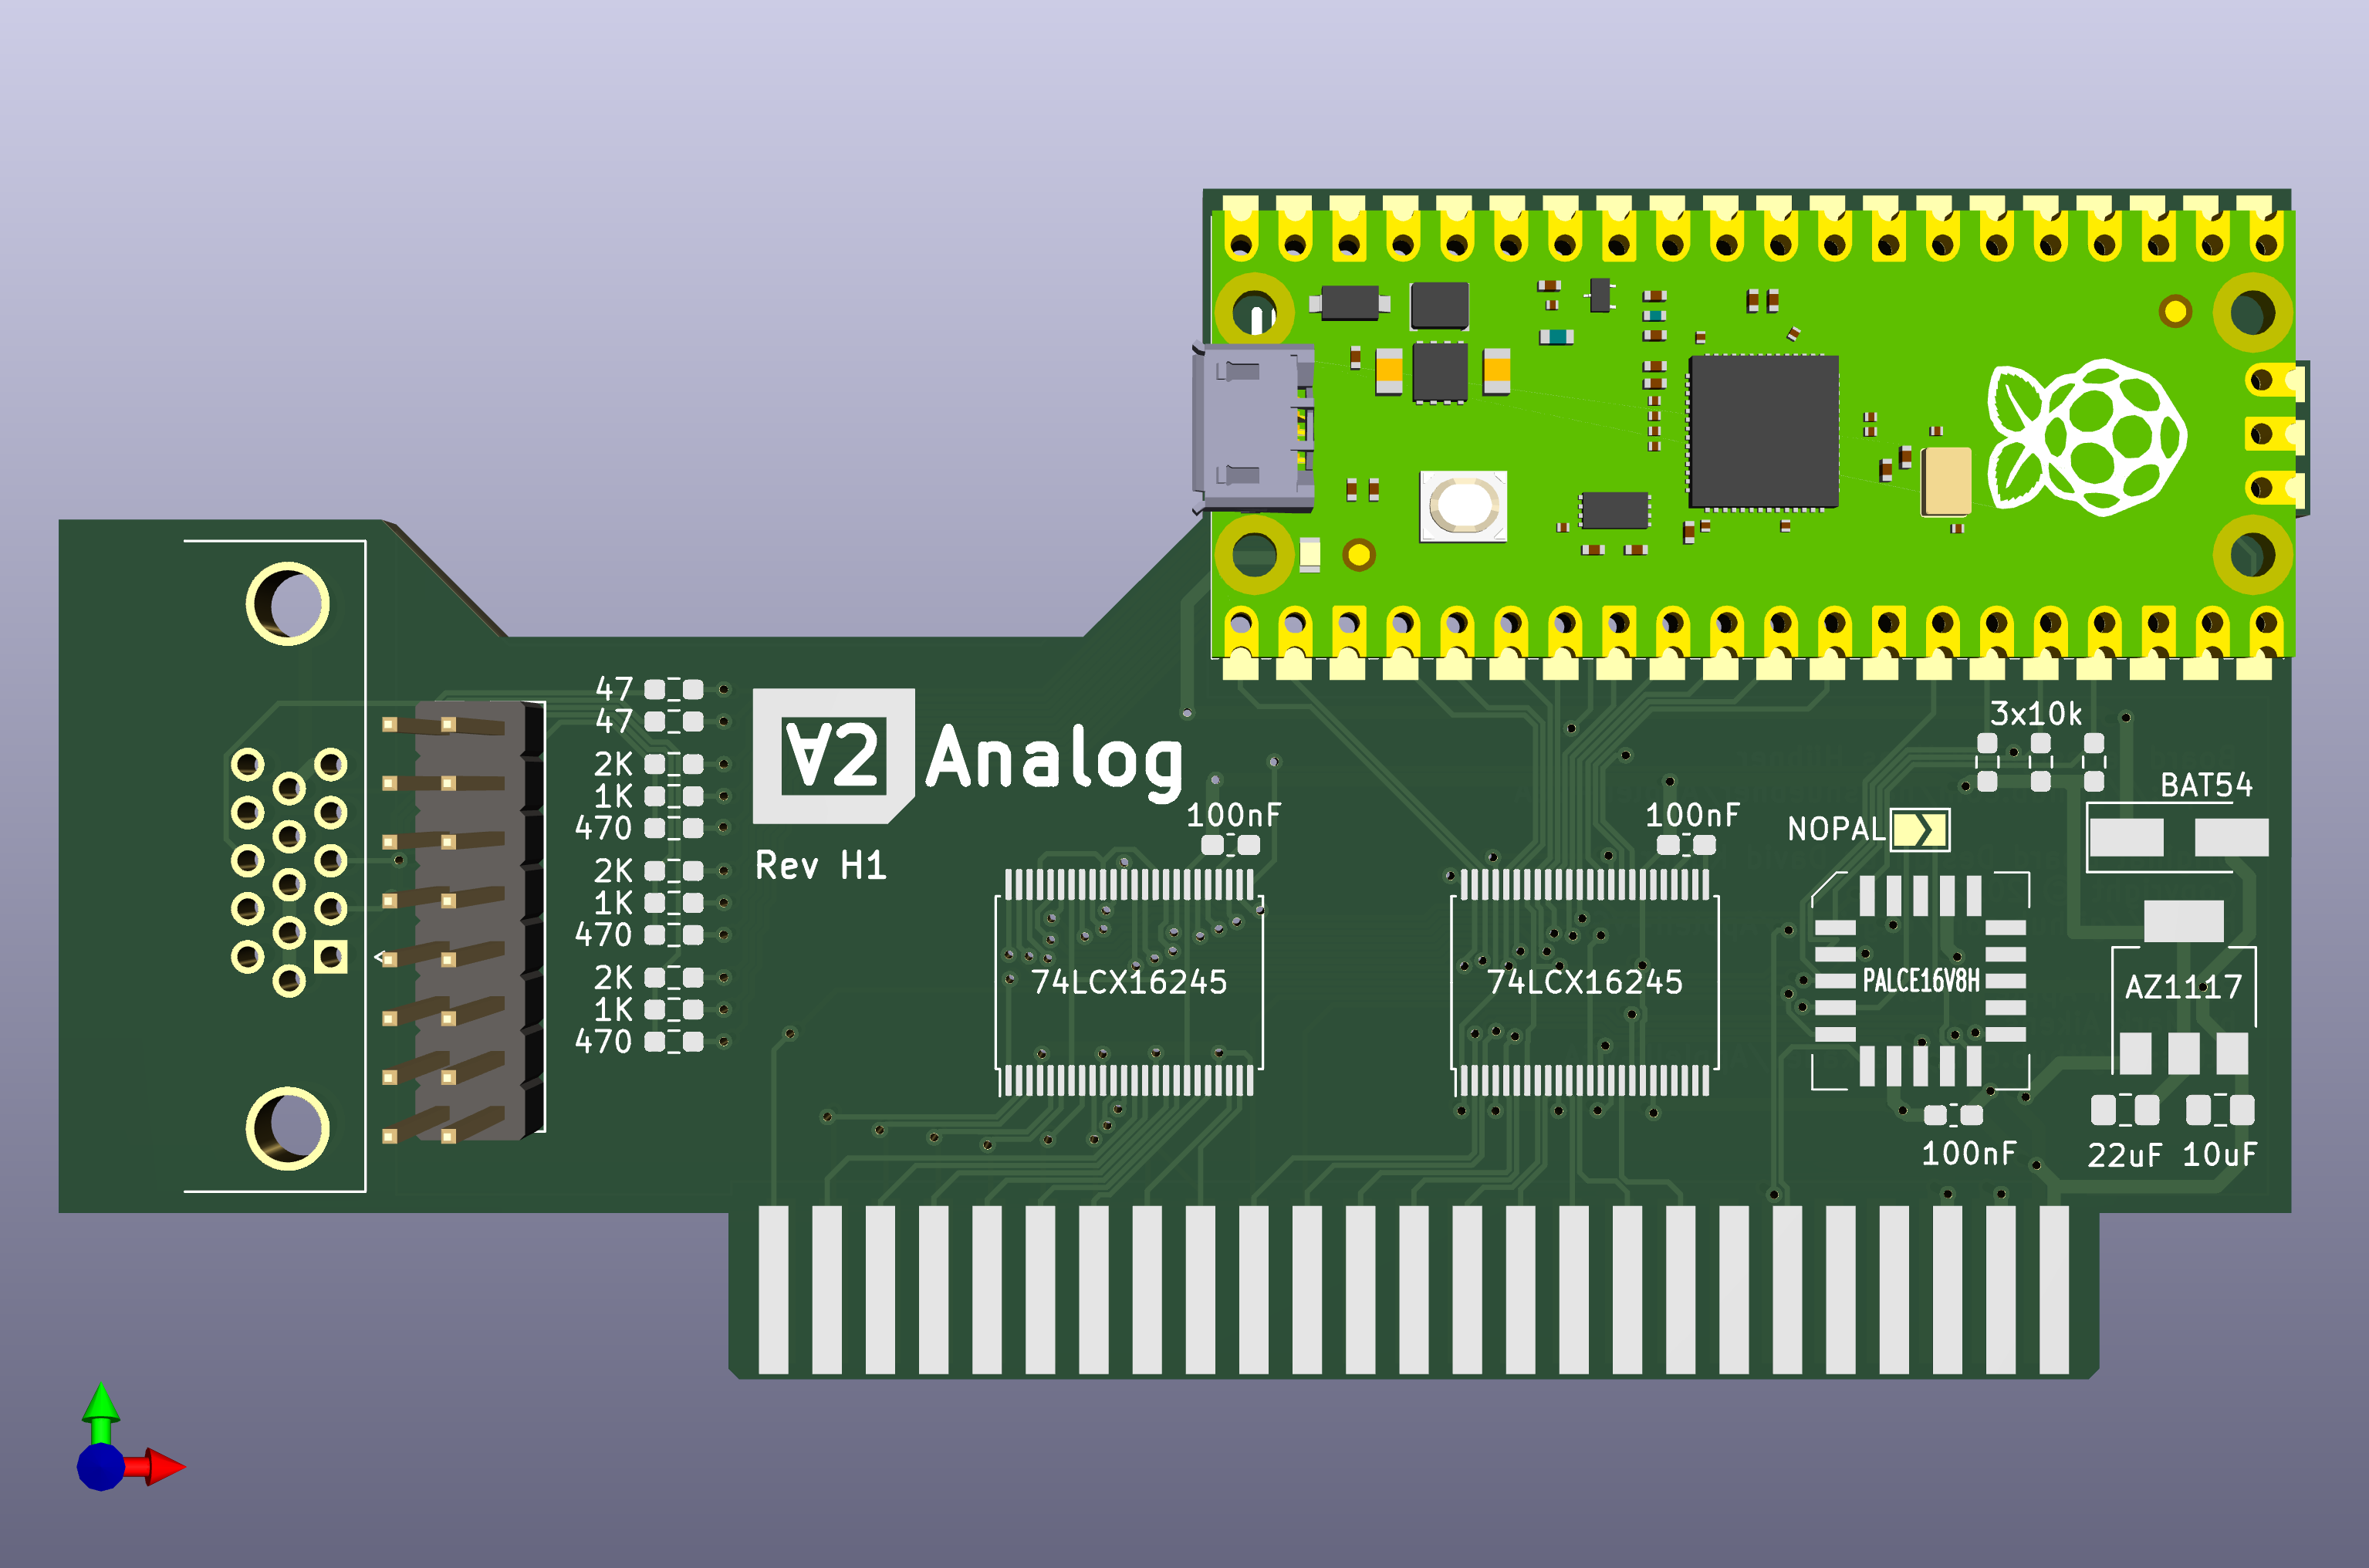 47
47
2K
1K
470
2K
1K
470
2K
1K
470
∀2 Analog
Rev H1
100nF
74LCX16245
100nF
74LCX16245
3x10k
NOPAL
PALCE16V8H
100nF
BAT54
AZ1117
22uF
10uF